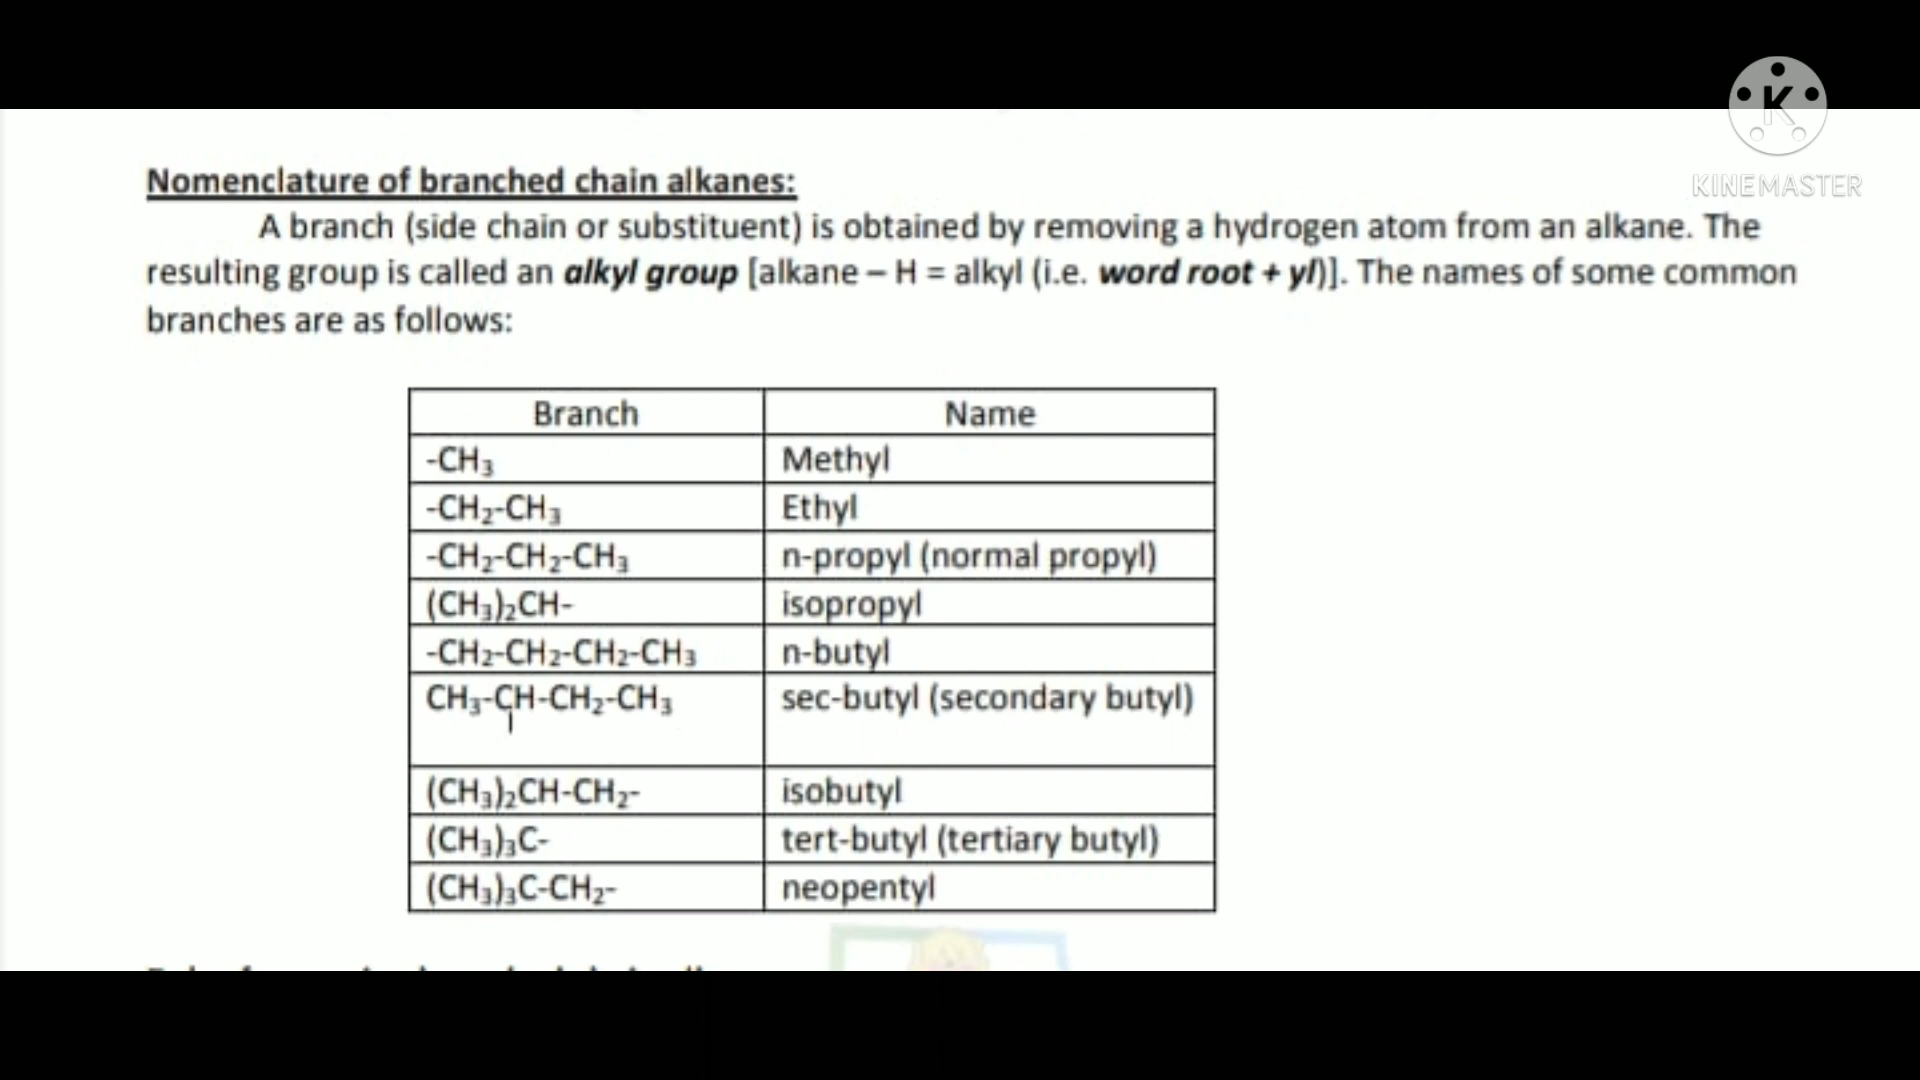 K
KINEMASTER
Nomenclature of branched chain alkanes:
A branch (side chain or substituent) is obtained by removing a hydrogen atom from an alkane. The
resulting group is called an alkyl group [alkane – H = alkyl (i.e. word root + yl)]. The names of some common
branches are as follows:
Branch Name
-CH₃ Methyl
-CH₂-CH₃ Ethyl
-CH₂-CH₂-CH₃ n-propyl (normal propyl)
(CH₃)₂CH- isopropyl
-CH₂-CH₂-CH₂-CH₃ n-butyl
CH₃-CH-CH₂-CH₃ sec-butyl (secondary butyl)
(CH₃)₂CH-CH₂- isobutyl
(CH₃)₃C- tert-butyl (tertiary butyl)
(CH₃)₃C-CH₂- neopentyl